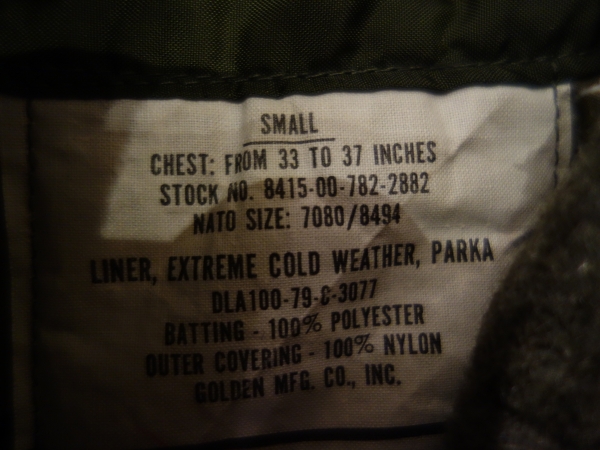 SMALL
CHEST: FROM 33 TO 37 INCHES
STOCK NO. 8415-00-782-2882
NATO SIZE: 7080/8494
LINER, EXTREME COLD WEATHER, PARKA
DLA100-79-C-3077
BATTING - 100% POLYESTER
OUTER COVERING - 100% NYLON
GOLDEN MFG. CO., INC.